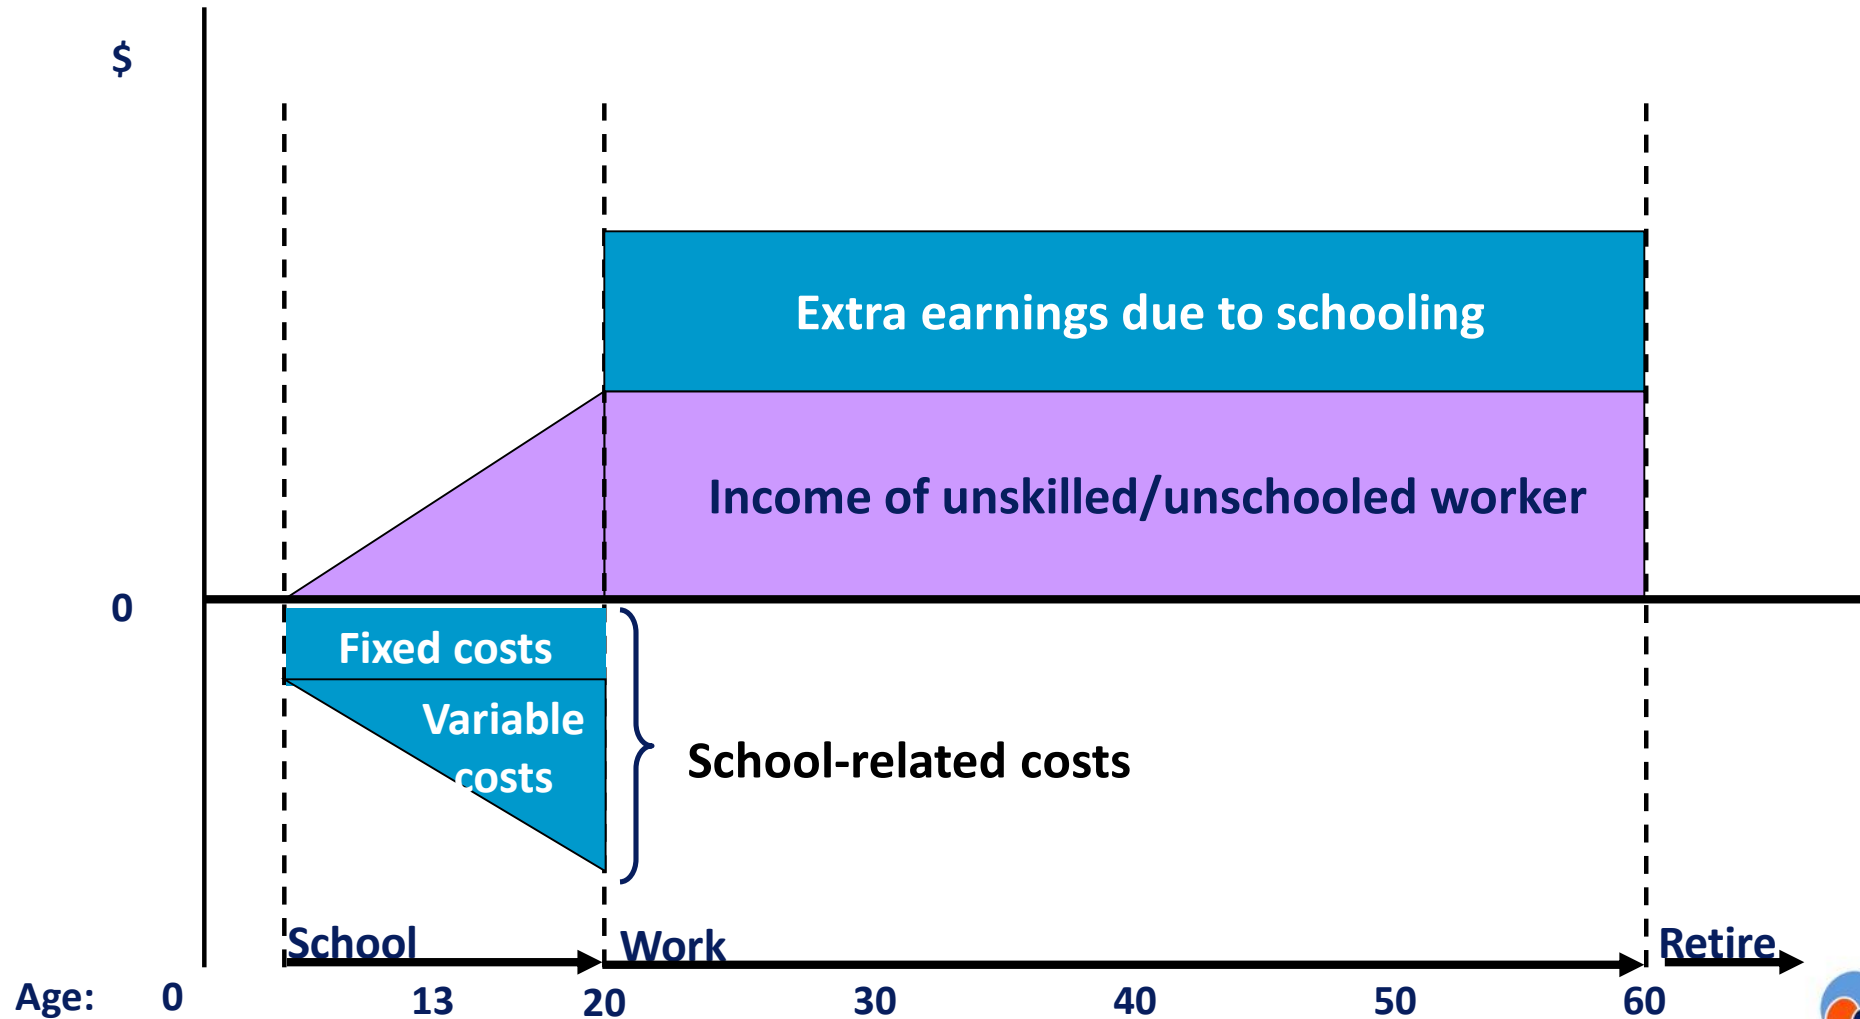 $
Extra earnings due to schooling
Income of unskilled/unschooled worker
0
Fixed costs
Variable
costs
School-related costs
School
Work
Retire
Age: 0 13 20 30 40 50 60